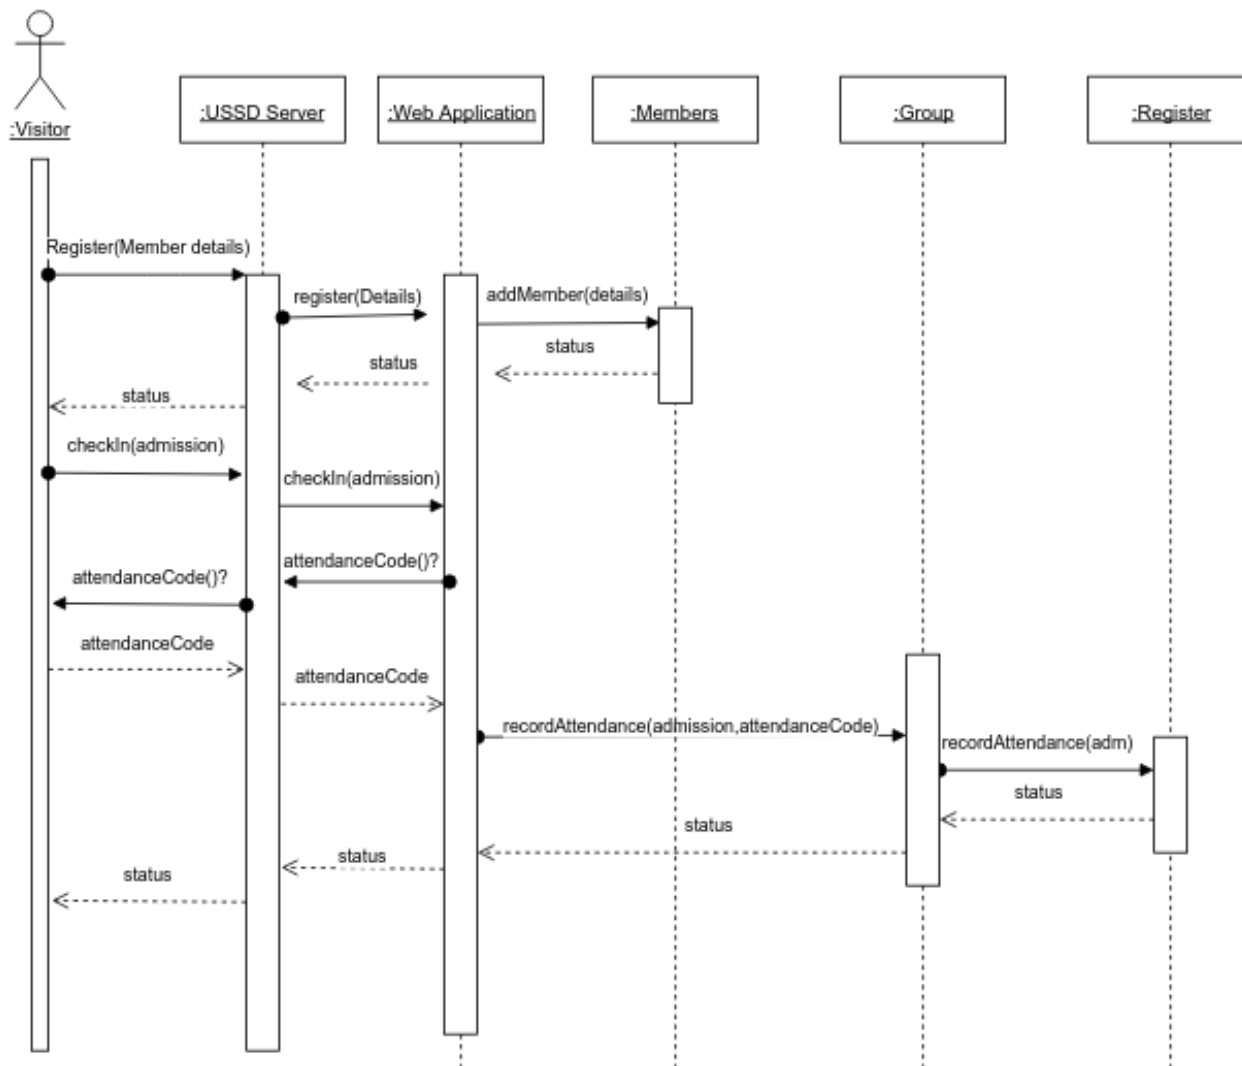 :Visitor
:USSD Server
:Web Application
:Members
:Group
:Register
Register(Member details)
register(Details)
addMember(details)
status
status
status
checkIn(admission)
checkIn(admission)
attendanceCode()?
attendanceCode()?
attendanceCode
attendanceCode
recordAttendance(admission,attendanceCode)
recordAttendance(adm)
status
status
status
status